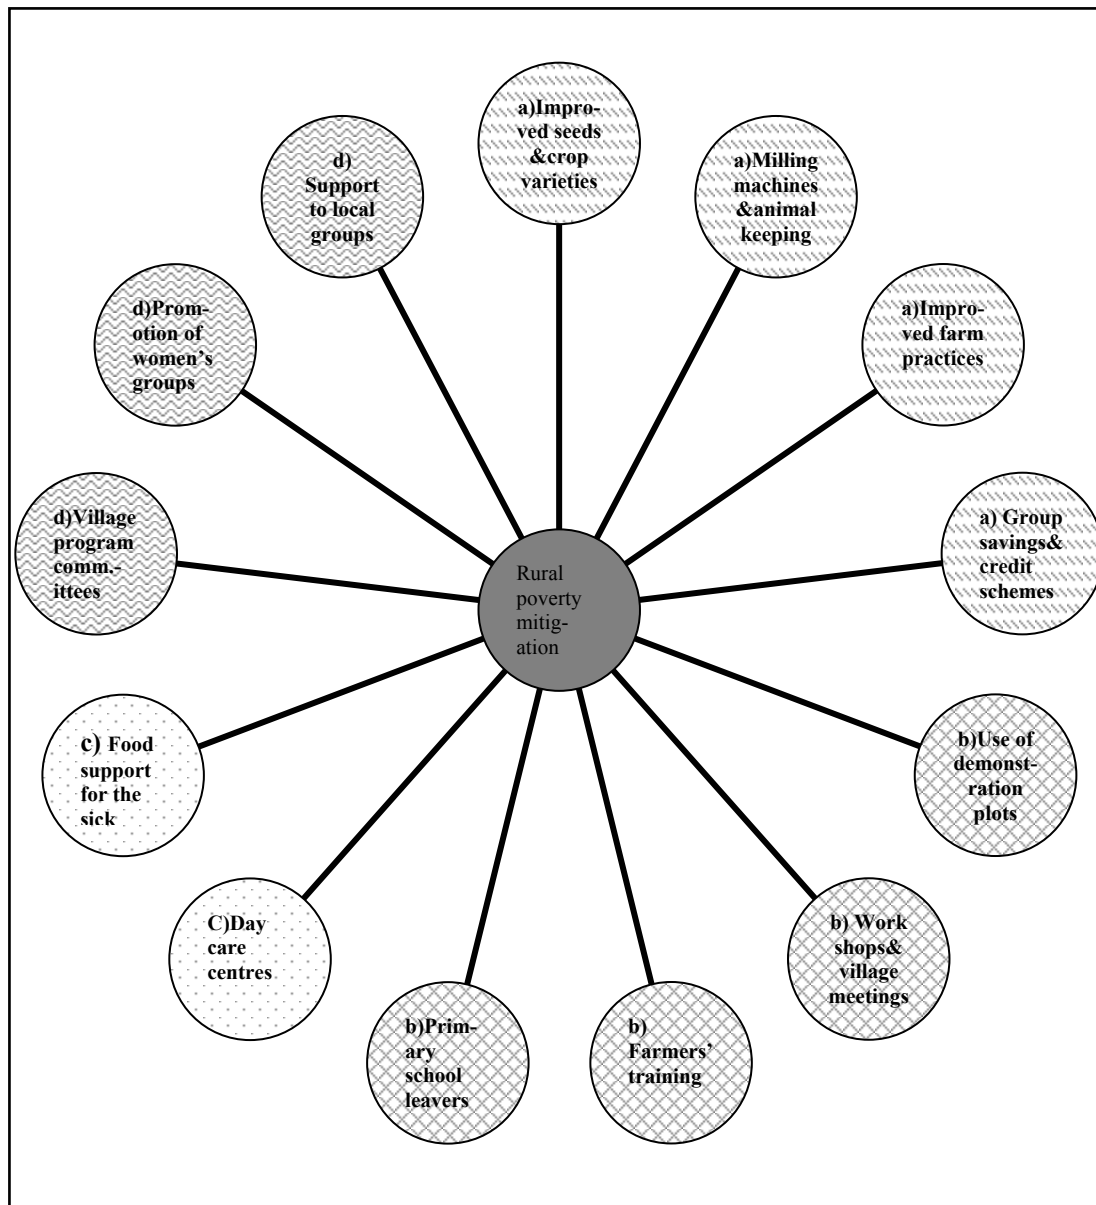 a)Impro-
ved seeds
&crop
varieties
a)Milling
machines
&animal
keeping
a)Impro-
ved farm
practices
a) Group
savings&
credit
schemes
b)Use of
demonst-
ration
plots
b) Work
shops&
village
meetings
b)
Farmers’
training
b)Prim-
ary
school
leavers
C)Day
care
centres
c) Food
support
for the
sick
d)Village
program
comm.-
ittees
d)Prom-
otion of
women’s
groups
d)
Support
to local
groups
Rural
poverty
mitig-
ation